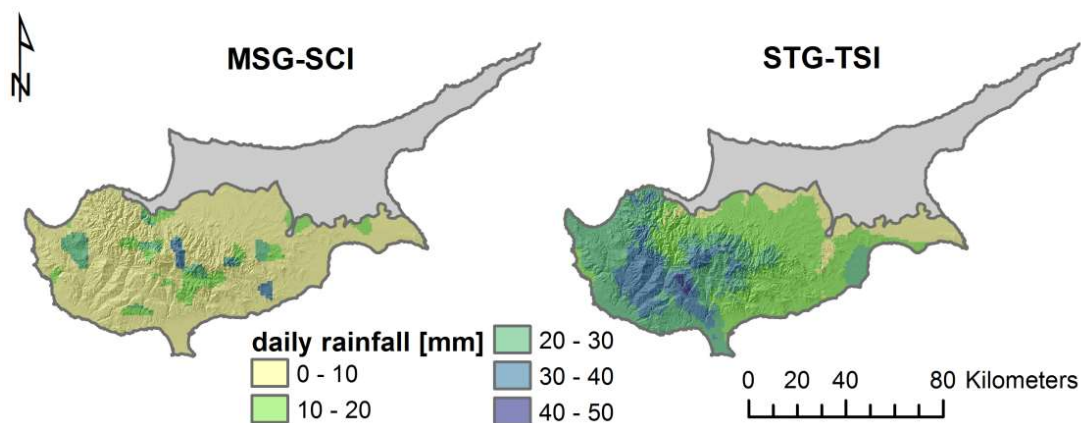 N
MSG-SCI
STG-TSI
daily rainfall [mm]
0 - 10
10 - 20
20 - 30
30 - 40
40 - 50
0 20 40 80 Kilometers